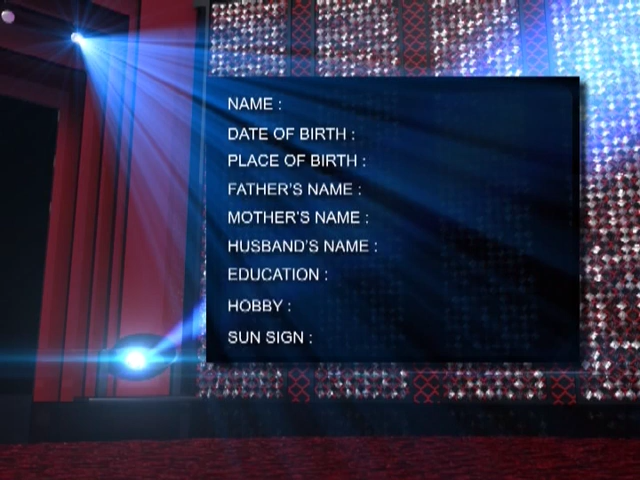 NAME :
DATE OF BIRTH :
PLACE OF BIRTH :
FATHER'S NAME :
MOTHER'S NAME :
HUSBAND'S NAME :
EDUCATION :
HOBBY :
SUN SIGN :